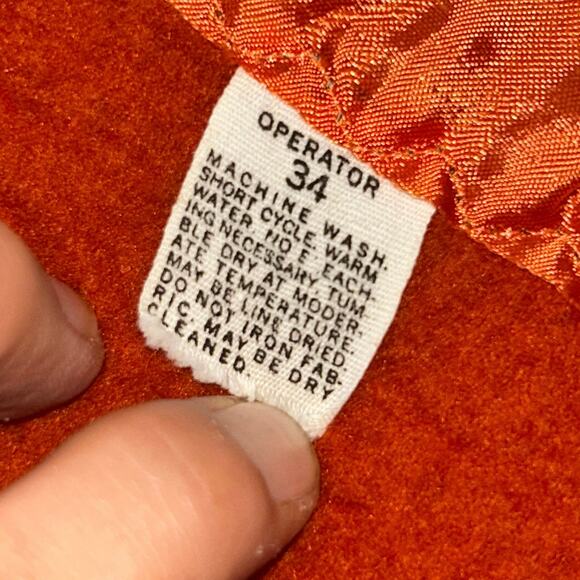 OPERATOR
34
MACHINE WASH.
SHORT CYCLE. WARM
WATER. NO E. EACH-
ING NECESSARY. TUM
BLE DRY AT MODER.
ATE TEMPERATURE.
MAY BE LINE DRIED.
DO NOT IRON FAB-
RIC. MAY BE DRY
CLEANED.